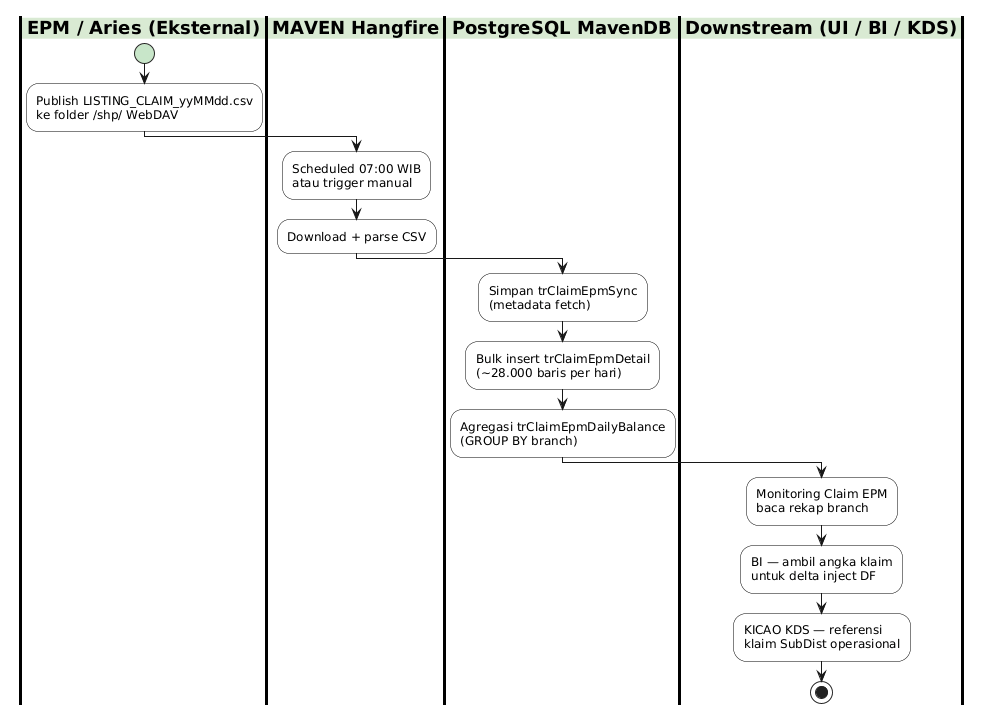 EPM / Aries (Eksternal)
MAVEN Hangfire
PostgreSQL MavenDB
Downstream (UI / BI / KDS)
Publish LISTING_CLAIM_yyMMdd.csv
ke folder /shp/ WebDAV
Scheduled 07:00 WIB
atau trigger manual
Download + parse CSV
Simpan trClaimEpmSync
(metadata fetch)
Bulk insert trClaimEpmDetail
(~28.000 baris per hari)
Agregasi trClaimEpmDailyBalance
(GROUP BY branch)
Monitoring Claim EPM
baca rekap branch
BI — ambil angka klaim
untuk delta inject DF
KICAO KDS — referensi
klaim SubDist operasional